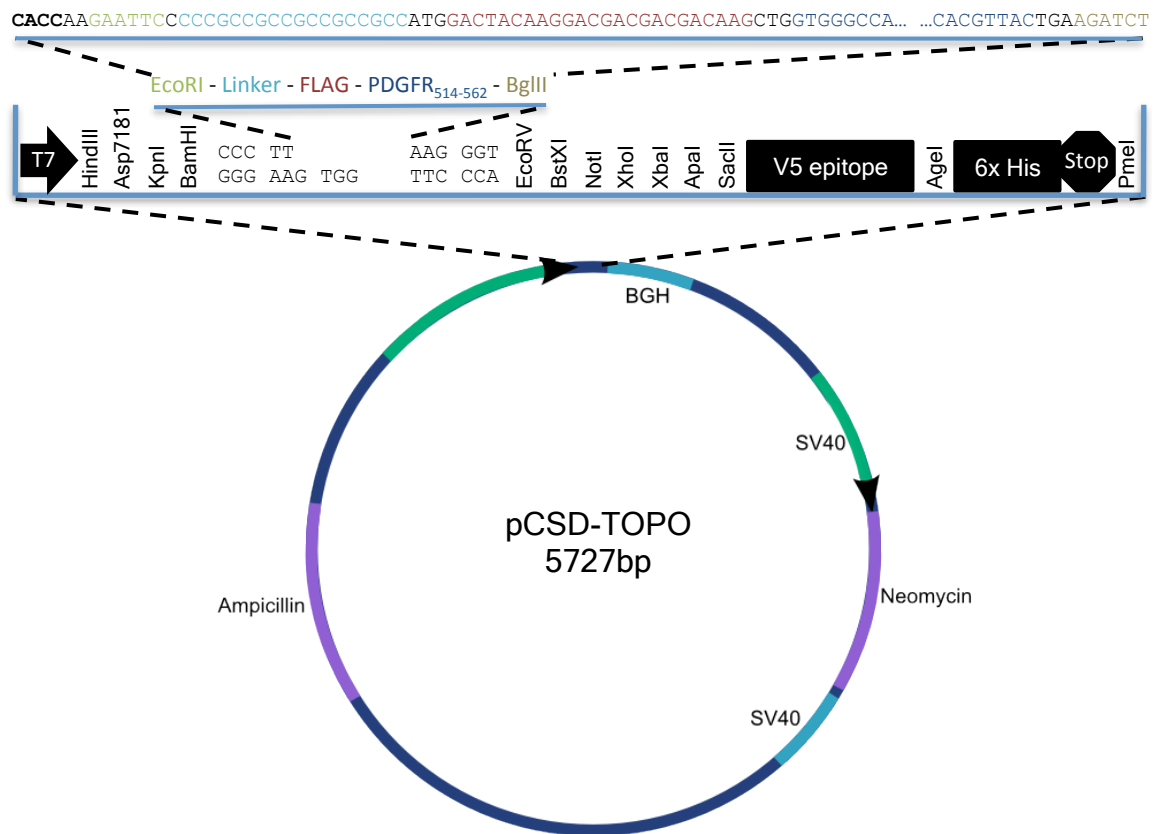 CACCAAGAATTCCCCCGCCGCCGCCGCCGCCATGGACTACAAGGACGACGACGACAAGCTGGTGGGCCA… …CACGTTACTGAAGATCT
EcoRI - Linker - FLAG - PDGFR514-562 - BglII
T7 HindIII Asp7181 KpnI BamHI CCC TT AAG GGT EcoRV BstXI NotI XhoI XbaI ApaI SacII V5 epitope AgeI 6x His Stop PmeI
GGG AAG TGG TTC CCA
BGH
SV40
pCSD-TOPO
5727bp
Ampicillin
Neomycin
SV40